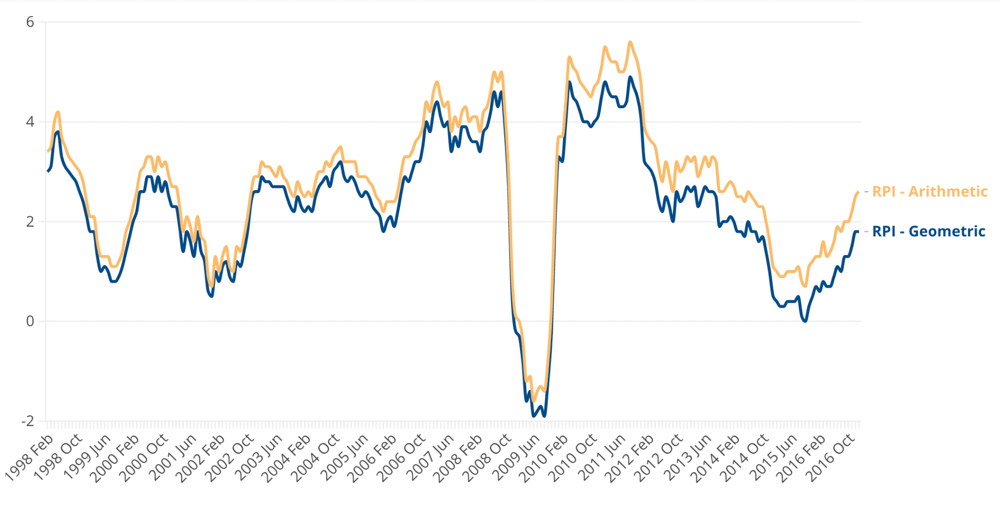 6
4
RPI - Arithmetic
2
RPI - Geometric
0
-2
1998 Feb
1998 Oct
1999 Jun
2000 Feb
2000 Oct
2001 Jun
2002 Feb
2002 Oct
2003 Jun
2004 Feb
2004 Oct
2005 Jun
2006 Feb
2006 Oct
2007 Jun
2008 Feb
2008 Oct
2009 Jun
2010 Feb
2010 Oct
2011 Jun
2012 Feb
2012 Oct
2013 Jun
2014 Feb
2014 Oct
2015 Jun
2016 Feb
2016 Oct